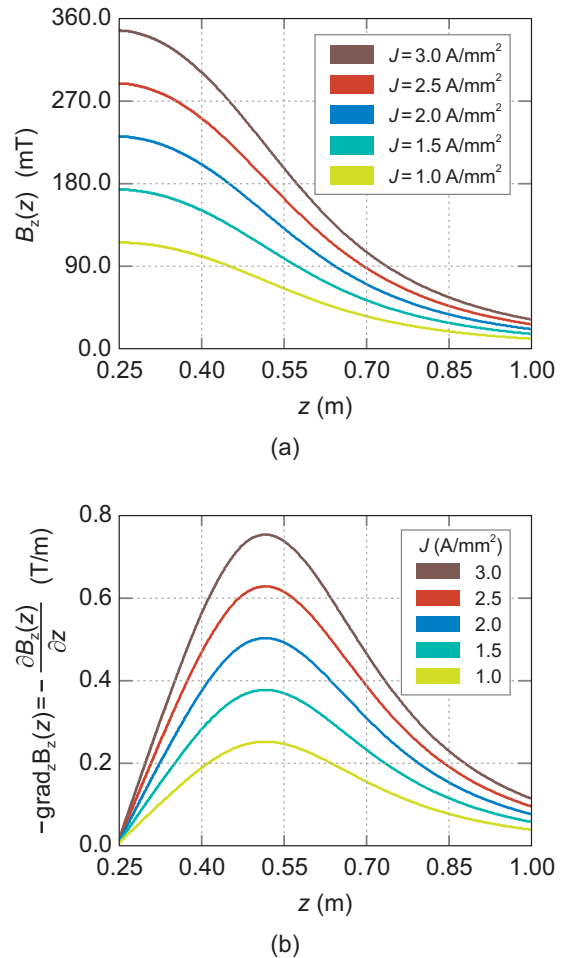 360.0
270.0
180.0
90.0
0.0
B_z(z) (mT)
J = 3.0 A/mm²
J = 2.5 A/mm²
J = 2.0 A/mm²
J = 1.5 A/mm²
J = 1.0 A/mm²
0.25 0.40 0.55 0.70 0.85 1.00
z (m)
(a)
0.8
0.6
0.4
0.2
0.0
−grad_zB_z(z) = − ∂B_z(z)/∂z (T/m)
J (A/mm²)
3.0
2.5
2.0
1.5
1.0
0.25 0.40 0.55 0.70 0.85 1.00
z (m)
(b)